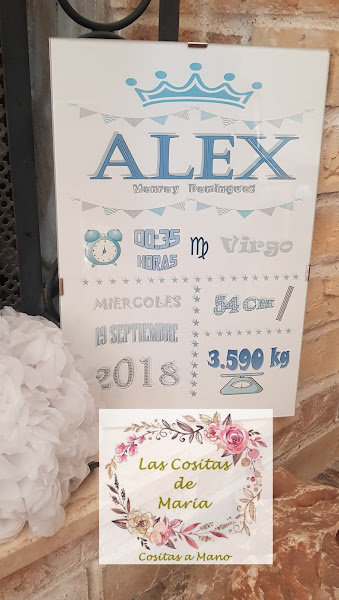 ALEX
Monroy Dominguez
00:35
HORAS
Virgo
MIERCOLES
54 CM
19 SEPTIEMBRE
3.590 kg
2018
Las Cositas
de
María
Cositas a Mano